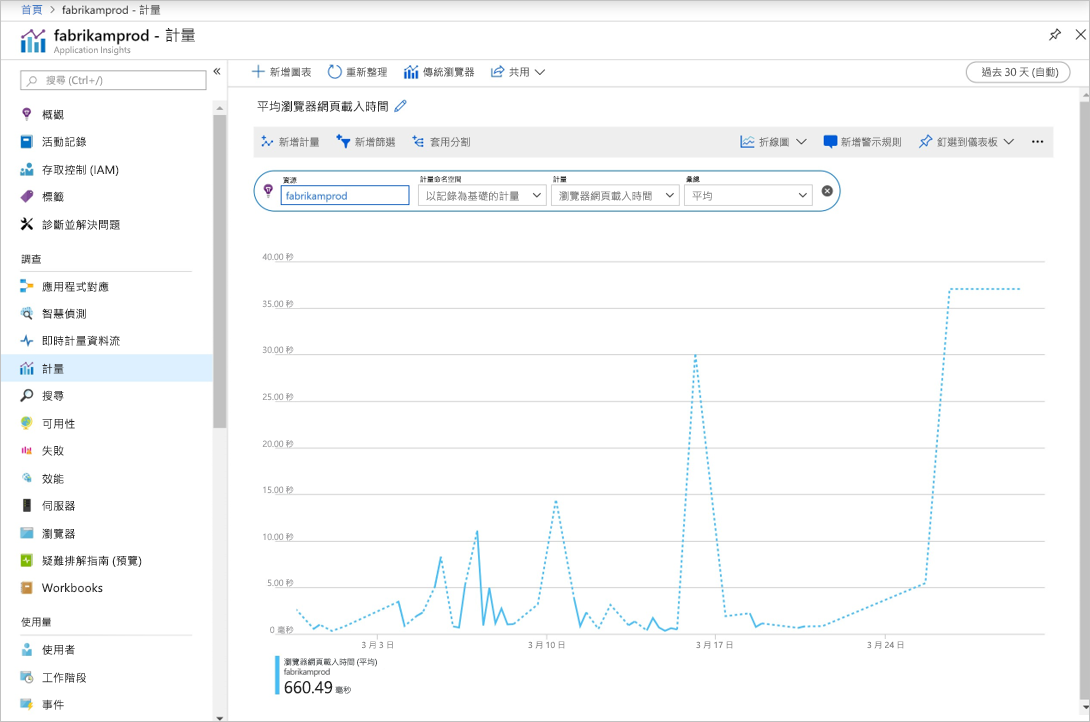 首頁 > fabrikamprod - 計量
fabrikamprod - 計量
Application Insights
搜尋 (Ctrl+/)
概觀
活動記錄
存取控制 (IAM)
標籤
診斷並解決問題
調查
應用程式對應
智慧偵測
即時計量資料流
計量
搜尋
可用性
失敗
效能
伺服器
瀏覽器
疑難排解指南 (預覽)
Workbooks
使用量
使用者
工作階段
事件
新增圖表 重新整理 傳統瀏覽器 共用
過去 30 天 (自動)
平均瀏覽器網頁載入時間
新增計量 新增篩選 套用分割 折線圖 新增警示規則 釘選到儀表板 •••
資源 計量命名空間 計量 彙總
fabrikamprod 以記錄為基礎的計量 瀏覽器網頁載入時間 平均
40.00 秒
35.00 秒
30.00 秒
25.00 秒
20.00 秒
15.00 秒
10.00 秒
5.00 秒
0 毫秒
3 月 3 日 3 月 10 日 3 月 17 日 3 月 24 日
瀏覽器網頁載入時間 (平均)
fabrikamprod
660.49 毫秒